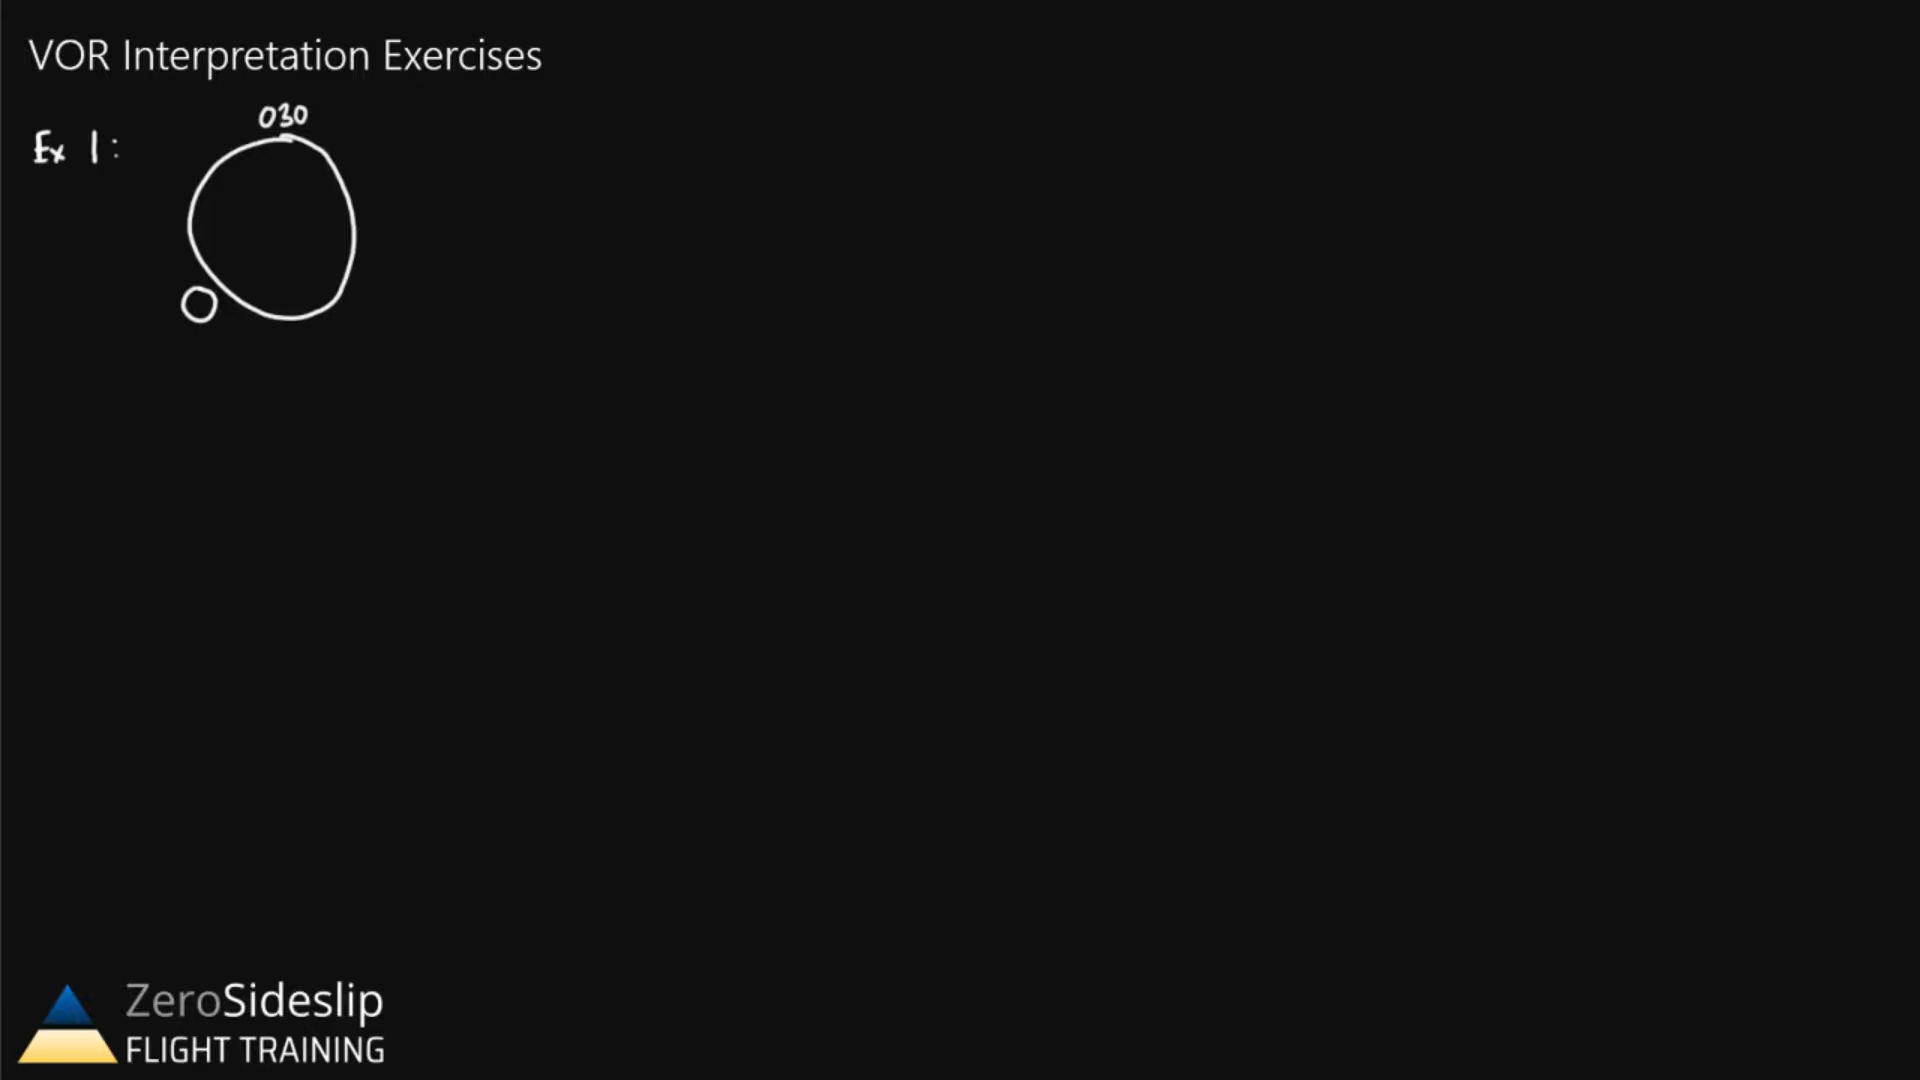 VOR Interpretation Exercises
030
Ex 1:
ZeroSideslip
FLIGHT TRAINING